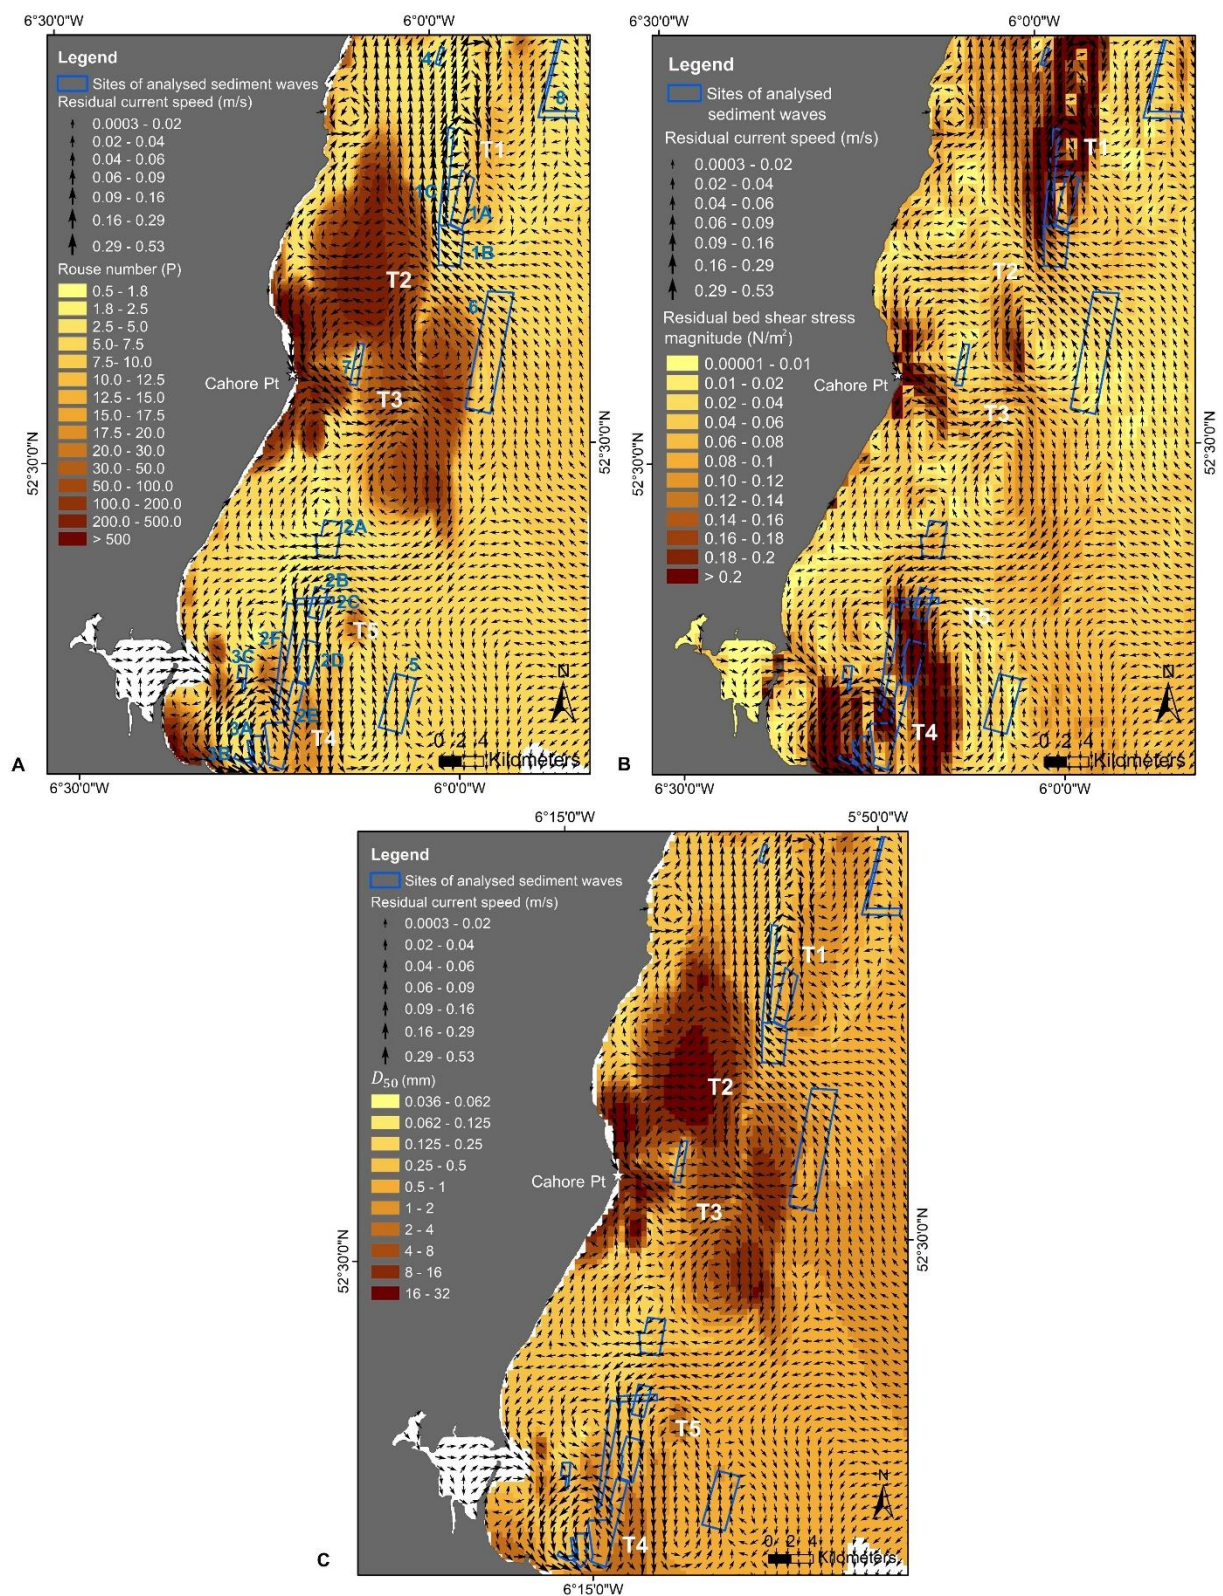 6°30'0"W
6°0'0"W
Legend
Sites of analysed sediment waves
Residual current speed (m/s)
0.0003 - 0.02
0.02 - 0.04
0.04 - 0.06
0.06 - 0.09
0.09 - 0.16
0.16 - 0.29
0.29 - 0.53
Rouse number (P)
0.5 - 1.8
1.8 - 2.5
2.5 - 5.0
5.0 - 7.5
7.5- 10.0
10.0 - 12.5
12.5 - 15.0
15.0 - 17.5
17.5 - 20.0
20.0 - 30.0
30.0 - 50.0
50.0 - 100.0
100.0 - 200.0
200.0 - 500.0
> 500
4
8
T1
1C
1A
1B
T2
6
7
Cahore Pt
T3
52°30'0"N
52°30'0"N
2A
2B
2C
T5
2F
3C
2D
5
2E
3A
3B
T4
N
0 2 4
Kilometers
A
6°30'0"W
6°0'0"W
6°30'0"W
6°0'0"W
Legend
Sites of analysed
sediment waves
Residual current speed (m/s)
0.0003 - 0.02
0.02 - 0.04
0.04 - 0.06
0.06 - 0.09
0.09 - 0.16
0.16 - 0.29
0.29 - 0.53
Residual bed shear stress
magnitude (N/m²)
0.00001 - 0.01
0.01 - 0.02
0.02 - 0.04
0.04 - 0.06
0.06 - 0.08
0.08 - 0.1
0.10 - 0.12
0.12 - 0.14
0.14 - 0.16
0.16 - 0.18
0.18 - 0.2
> 0.2
T1
T2
Cahore Pt
T3
52°30'0"N
52°30'0"N
T5
T4
N
0 2 4
Kilometers
B
6°30'0"W
6°0'0"W
6°15'0"W
5°50'0"W
Legend
Sites of analysed sediment waves
Residual current speed (m/s)
0.0003 - 0.02
0.02 - 0.04
0.04 - 0.06
0.06 - 0.09
0.09 - 0.16
0.16 - 0.29
0.29 - 0.53
D₅₀ (mm)
0.036 - 0.062
0.062 - 0.125
0.125 - 0.25
0.25 - 0.5
0.5 - 1
1 - 2
2 - 4
4 - 8
8 - 16
16 - 32
T1
T2
Cahore Pt
T3
52°30'0"N
52°30'0"N
T5
T4
N
0 2 4
Kilometers
C
6°15'0"W